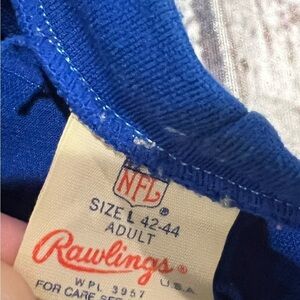 NFL ®
SIZE L 42-44
ADULT
Rawlings ®
U.S.A.
WPL 3957
FOR CARE SEE